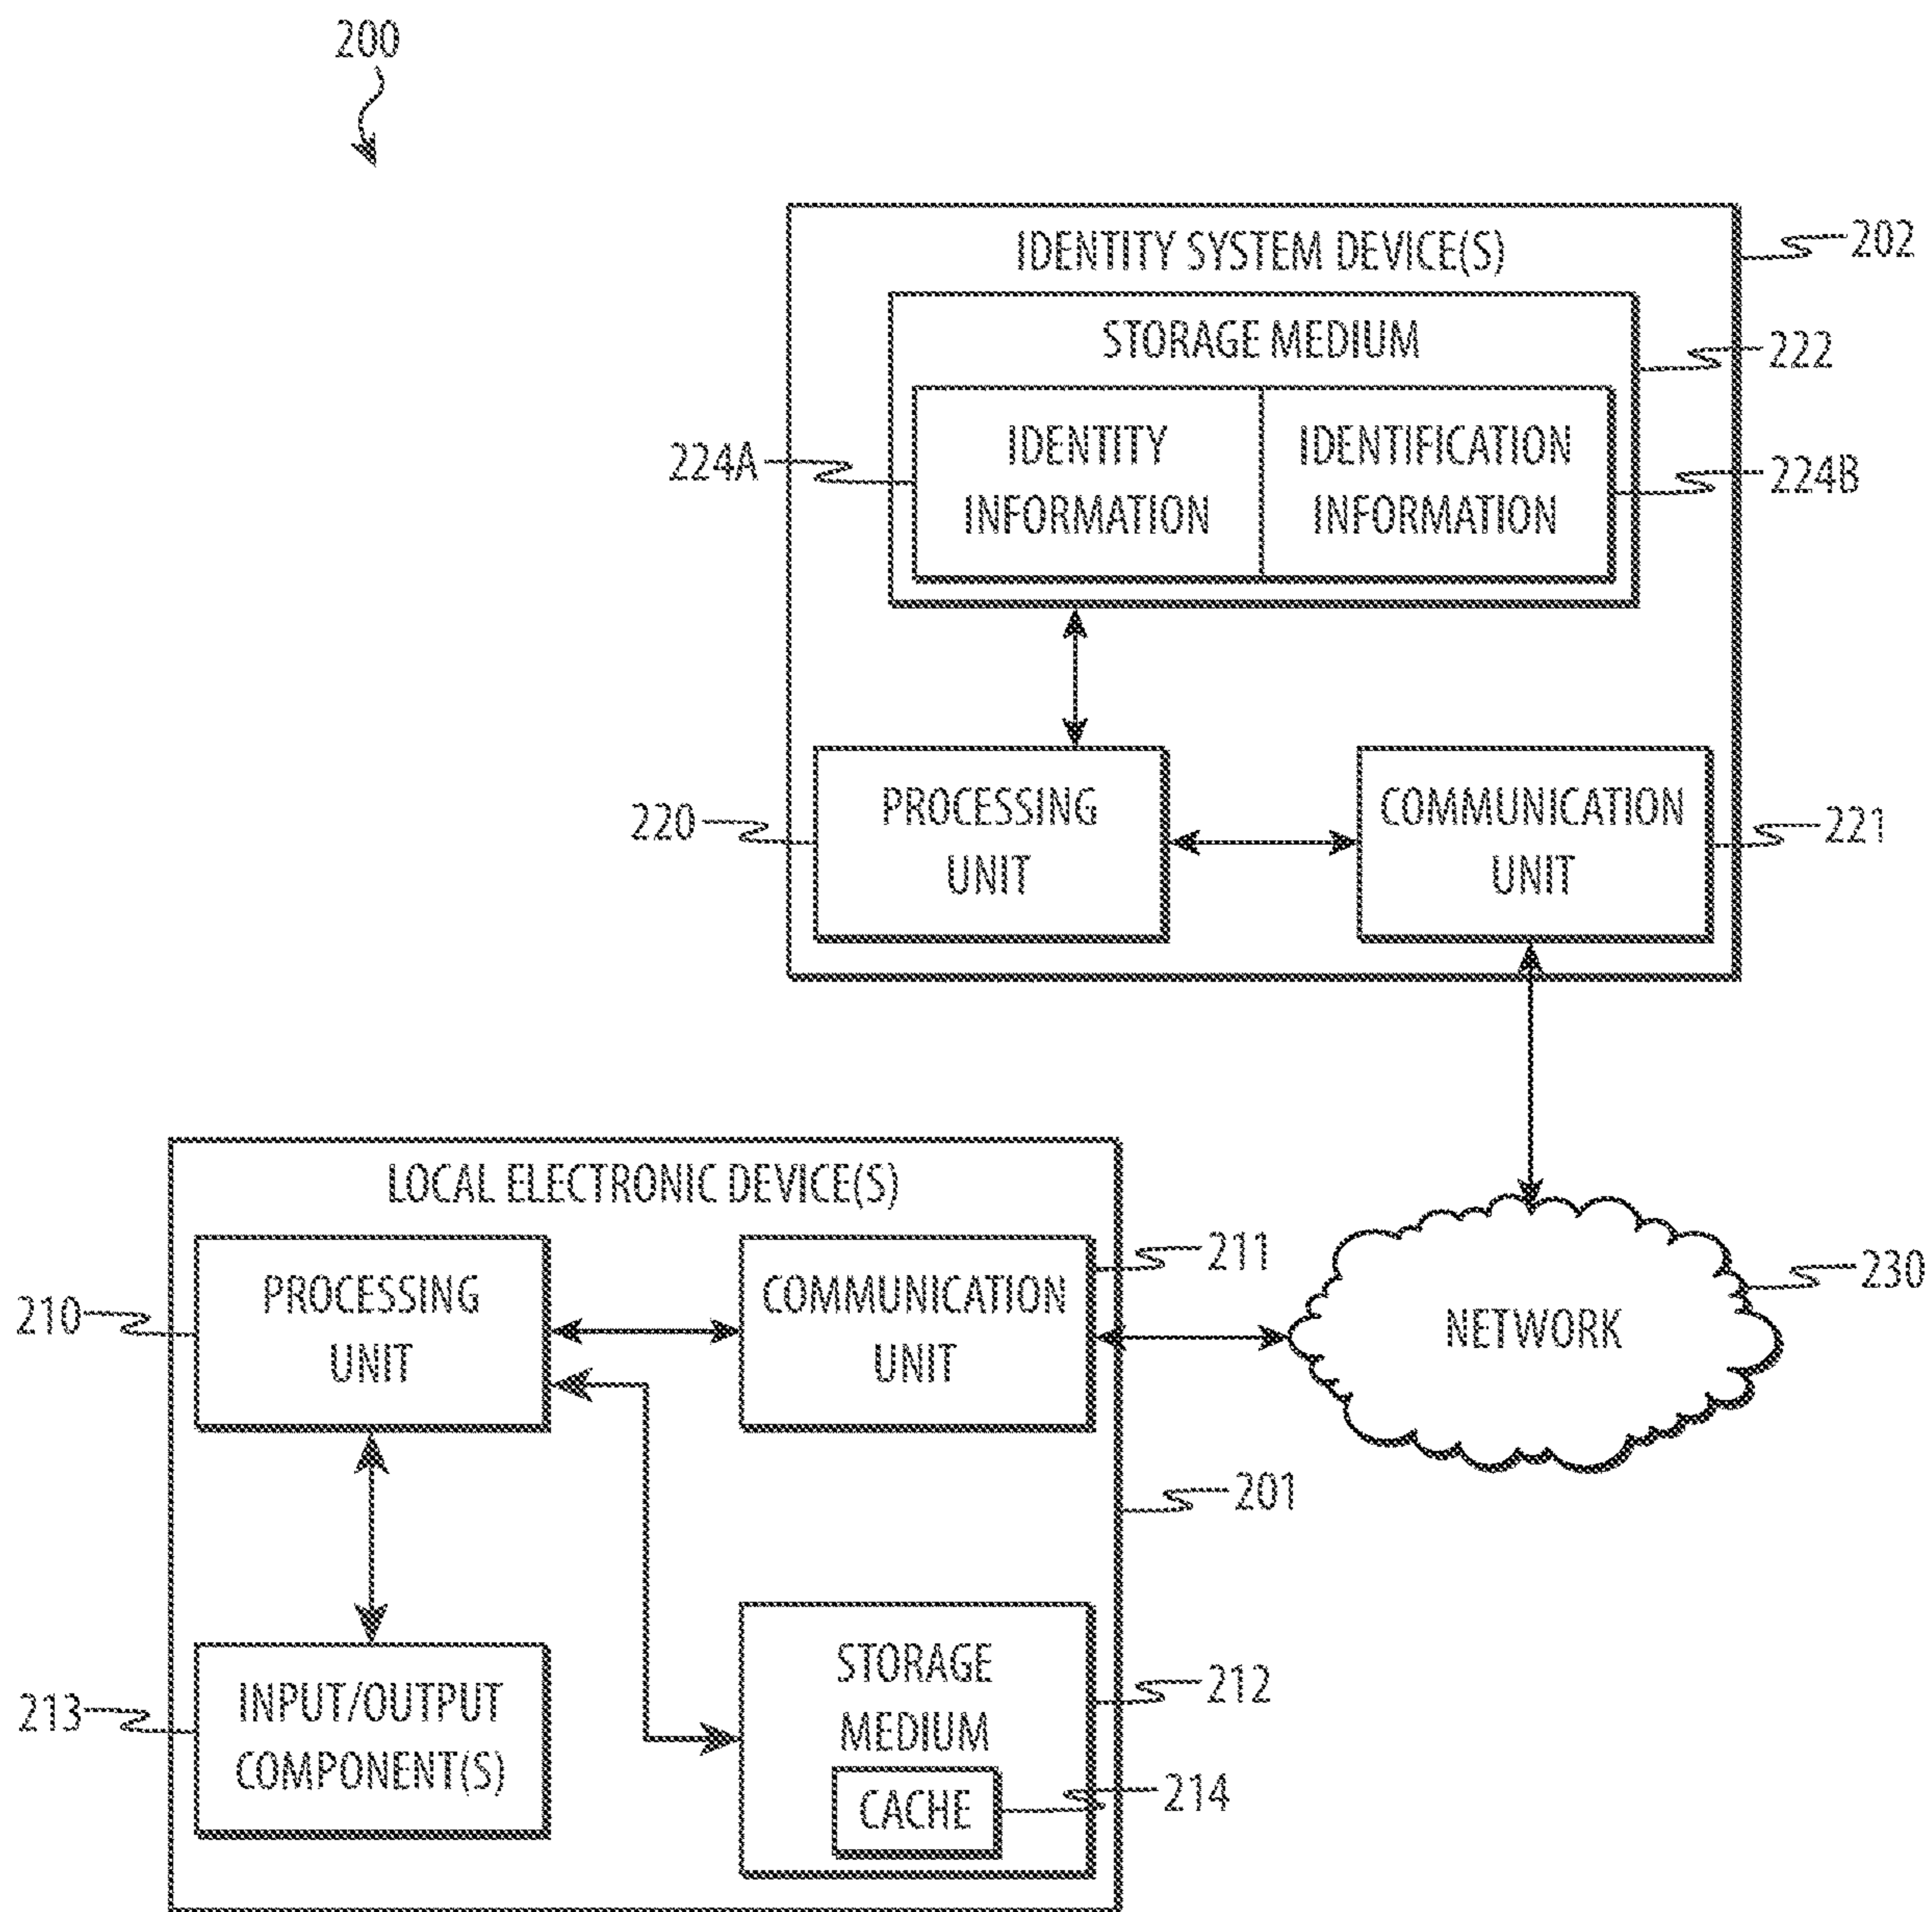 200
IDENTITY SYSTEM DEVICE(S)
202
STORAGE MEDIUM
222
224A
IDENTITY
INFORMATION
IDENTIFICATION
INFORMATION
224B
220
PROCESSING
UNIT
COMMUNICATION
UNIT
221
LOCAL ELECTRONIC DEVICE(S)
210
PROCESSING
UNIT
COMMUNICATION
UNIT
211
NETWORK
230
201
213
INPUT/OUTPUT
COMPONENT(S)
STORAGE
MEDIUM
212
CACHE
214